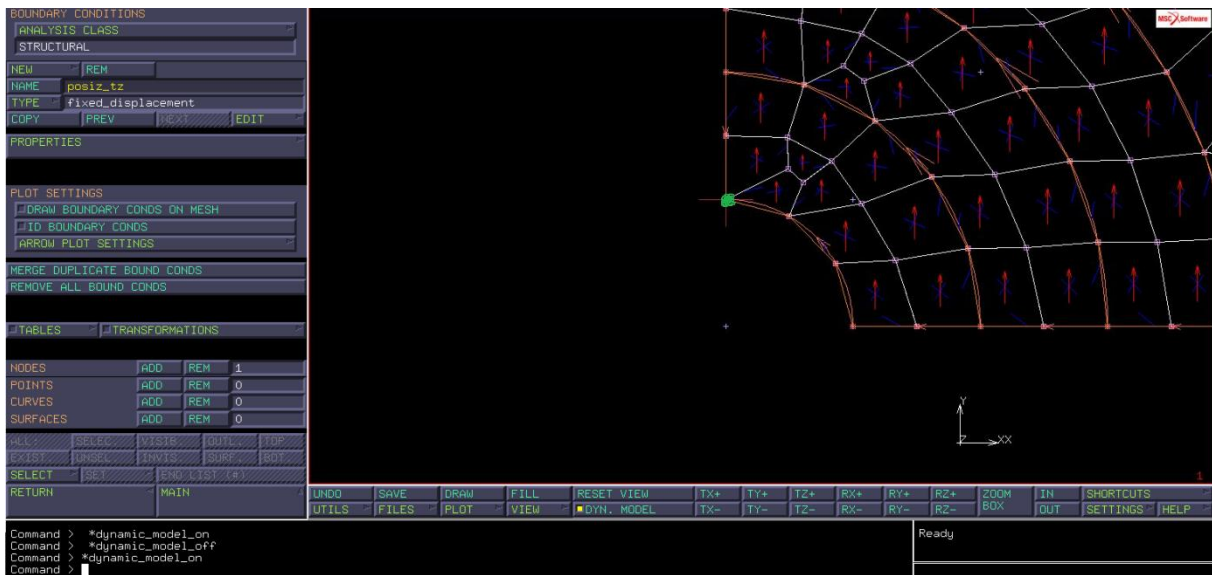 BOUNDARY CONDITIONS
ANALYSIS CLASS
STRUCTURAL
NEW REM
NAME posiz_tz
TYPE fixed_displacement
COPY PREV NEXT EDIT
PROPERTIES
PLOT SETTINGS
DRAW BOUNDARY CONDS ON MESH
ID BOUNDARY CONDS
ARROW PLOT SETTINGS
MERGE DUPLICATE BOUND CONDS
REMOVE ALL BOUND CONDS
TABLES TRANSFORMATIONS
NODES ADD REM 1
POINTS ADD REM 0
CURVES ADD REM 0
SURFACES ADD REM 0
ALL: SELEC. VISIB. OUTL. TOP
EXIST. UNSEL. INVIS. SURF. BOT.
SELECT SET END LIST (#)
RETURN MAIN
MSC Software
Y
Z XX
1
UNDO SAVE DRAW FILL RESET VIEW TX+ TY+ TZ+ RX+ RY+ RZ+ ZOOM BOX IN SHORTCUTS
UTILS FILES PLOT VIEW DYN. MODEL TX- TY- TZ- RX- RY- RZ- OUT SETTINGS HELP
Command > *dynamic_model_on
Command > *dynamic_model_off
Command > *dynamic_model_on
Command >
Ready